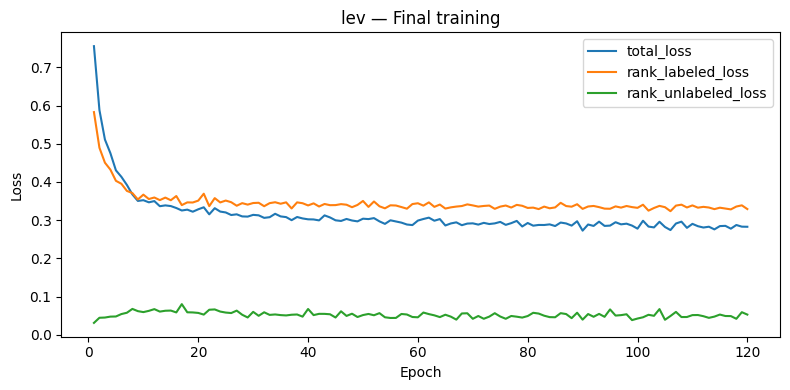 lev — Final training
total_loss
rank_labeled_loss
rank_unlabeled_loss
Loss
0.7
0.6
0.5
0.4
0.3
0.2
0.1
0.0
0 20 40 60 80 100 120
Epoch